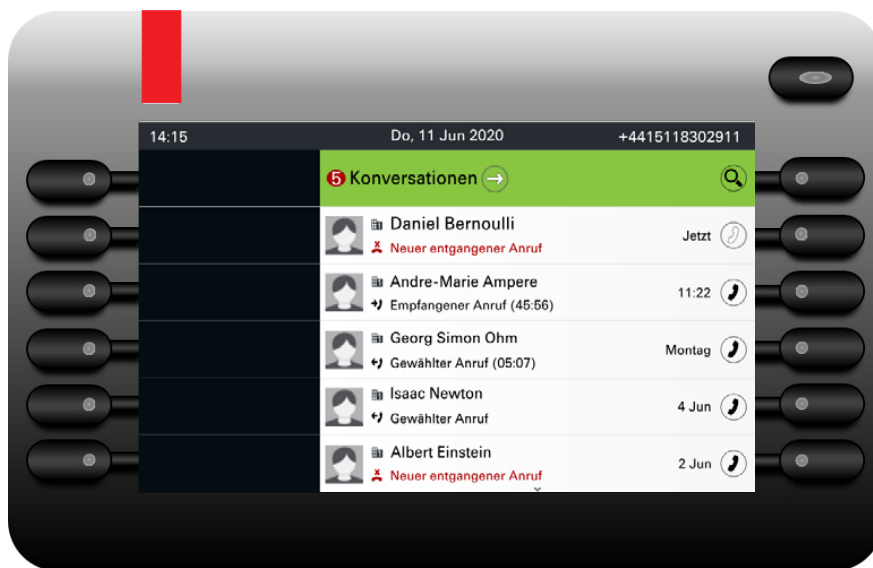 14:15 Do, 11 Jun 2020 +4415118302911
5 Konversationen
Daniel Bernoulli
Neuer entgangener Anruf
Jetzt
Andre-Marie Ampere
Empfangener Anruf (45:56)
11:22
Georg Simon Ohm
Gewählter Anruf (05:07)
Montag
Isaac Newton
Gewählter Anruf
4 Jun
Albert Einstein
Neuer entgangener Anruf
2 Jun